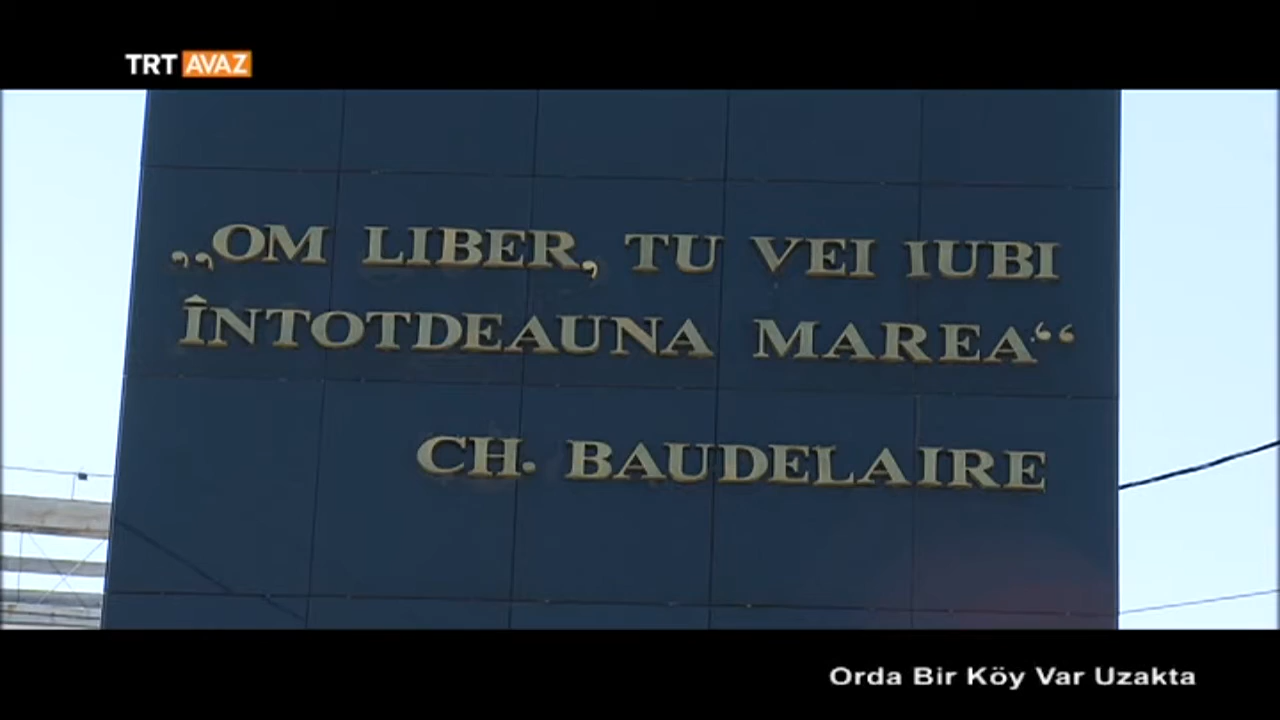 TRT AVAZ
,,OM LIBER, TU VEI IUBI
ÎNTOTDEAUNA MAREA“
CH. BAUDELAIRE
Orda Bir Köy Var Uzakta